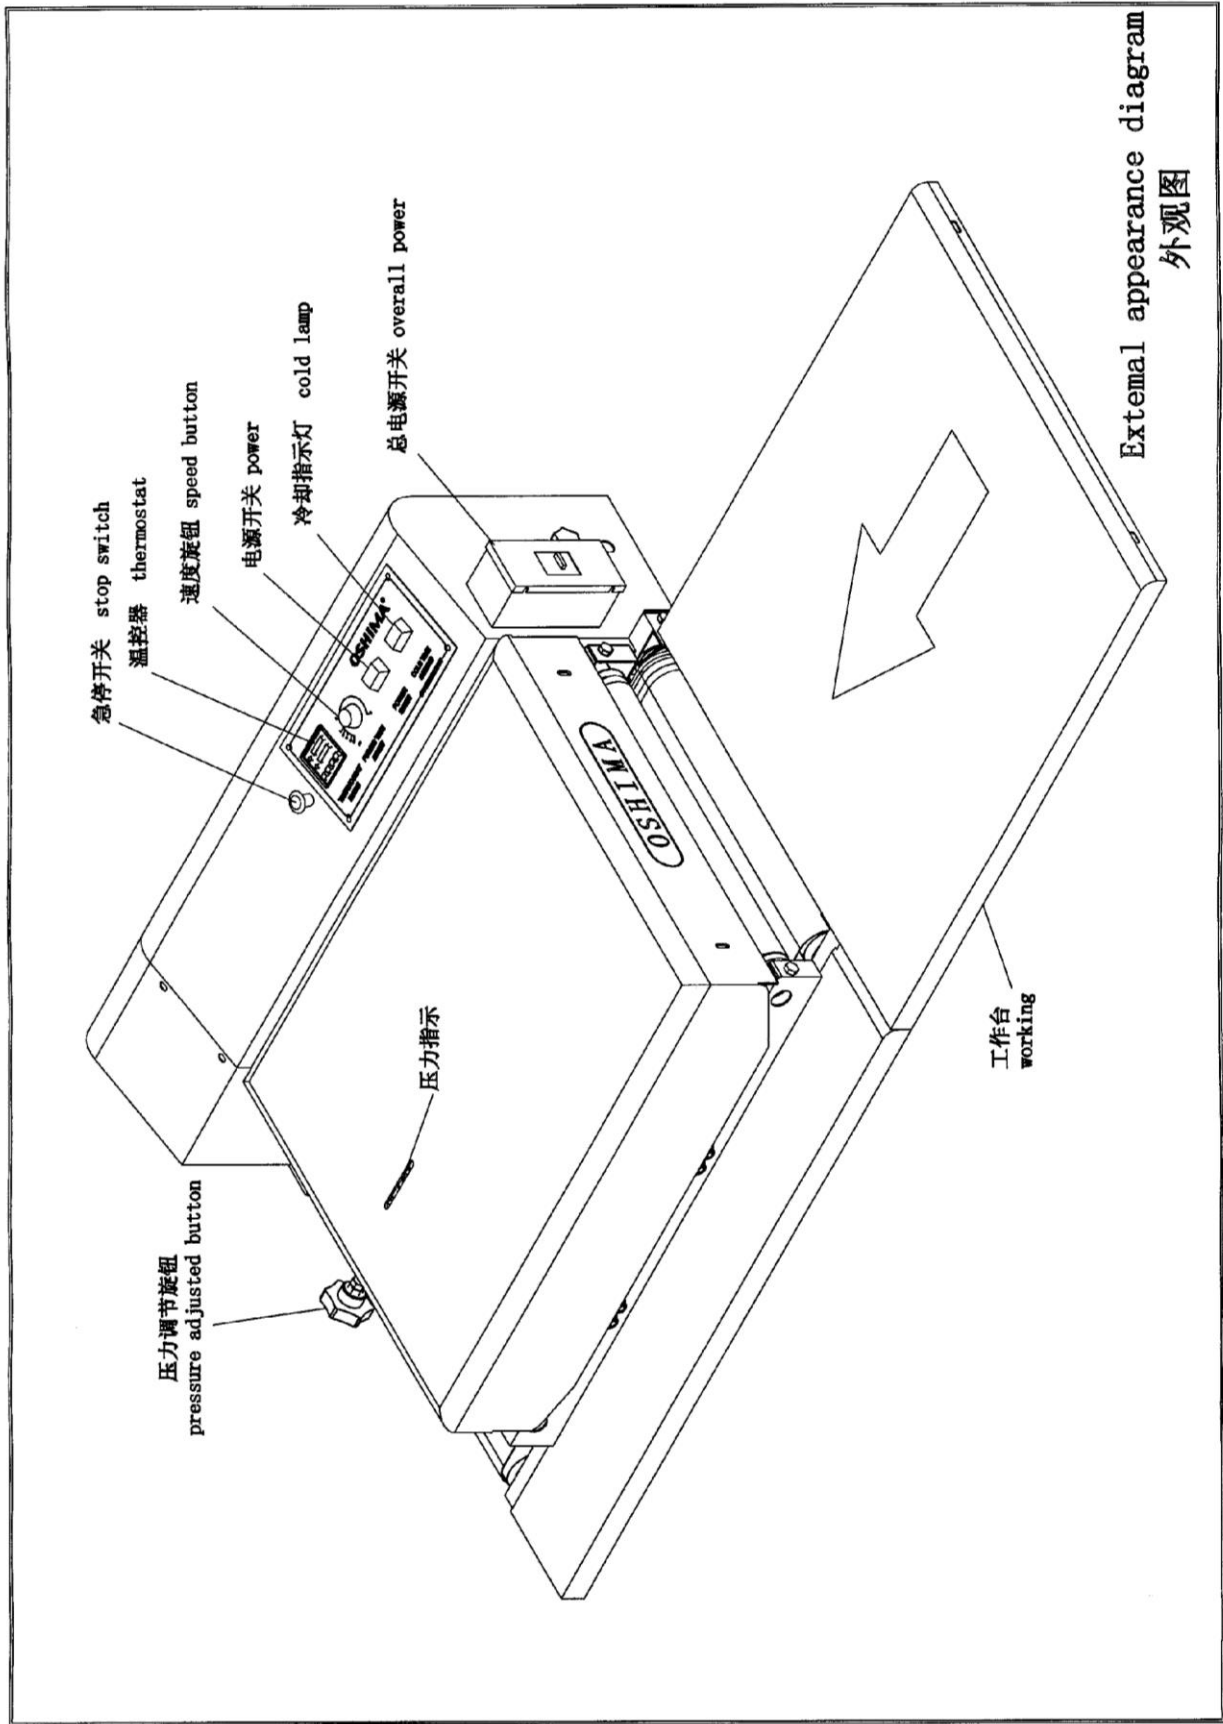 急停开关 stop switch
温控器 thermostat
速度旋钮 speed button
电源开关 power
冷却指示灯 cold lamp
总电源开关 overall power
OSHIMA®
OSHIMA
压力指示
压力调节旋钮
pressure adjusted button
工作台
working
Extemal appearance diagram
外观图